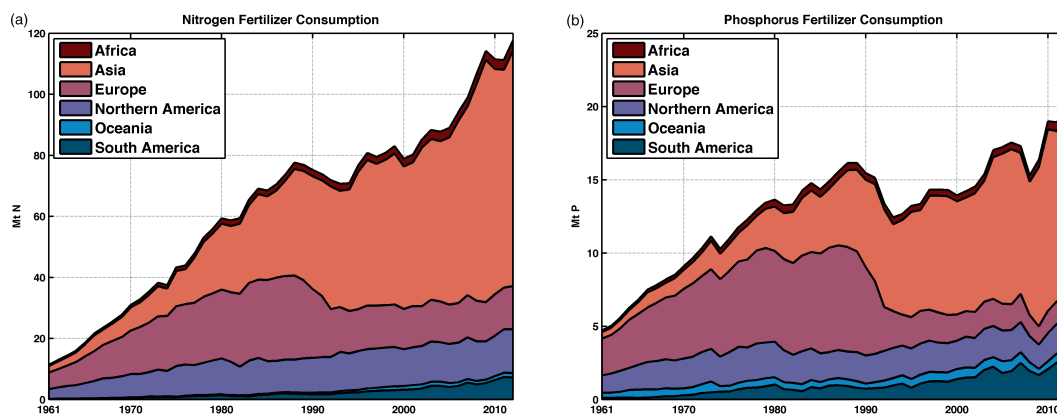 (a)
Nitrogen Fertilizer Consumption
120
100
80
60
40
20
0
Mt N
Africa
Asia
Europe
Northern America
Oceania
South America
1961
1970
1980
1990
2000
2010
(b)
Phosphorus Fertilizer Consumption
25
20
15
10
5
0
Mt P
Africa
Asia
Europe
Northern America
Oceania
South America
1961
1970
1980
1990
2000
2010